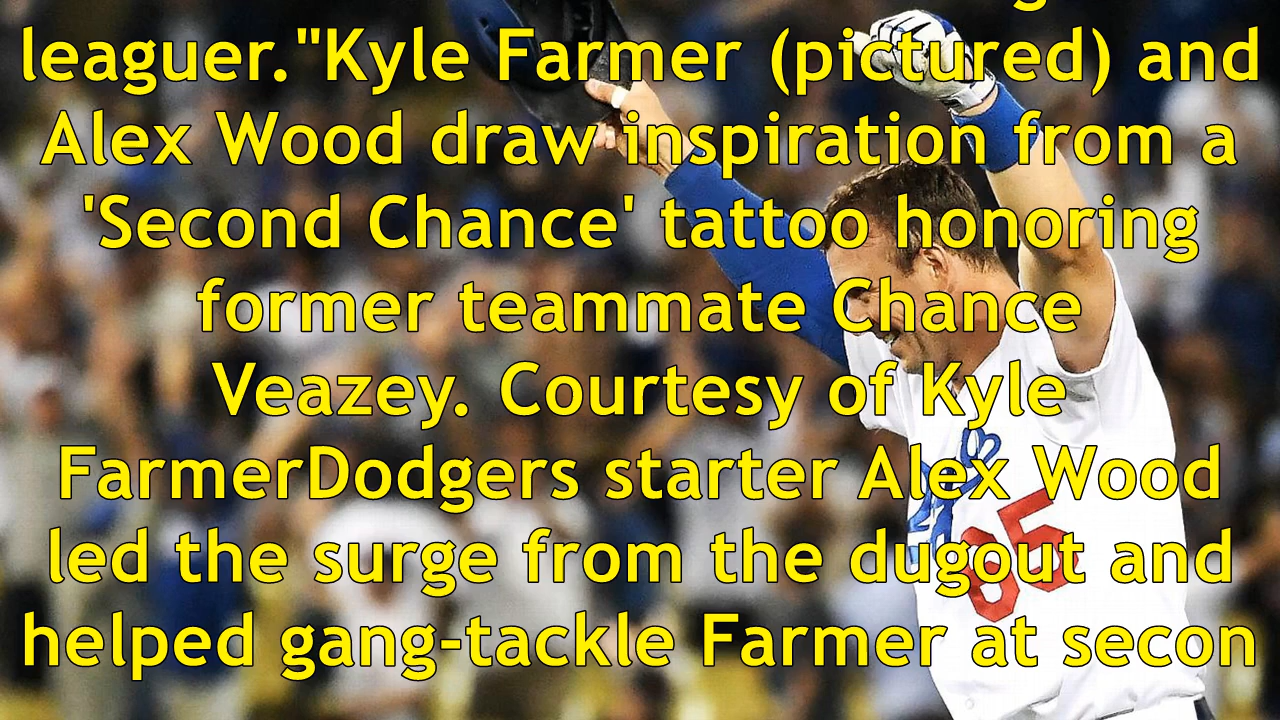 leaguer."Kyle Farmer (pictured) and
Alex Wood draw inspiration from a
'Second Chance' tattoo honoring
former teammate Chance
Veazey. Courtesy of Kyle
FarmerDodgers starter Alex Wood
led the surge from the dugout and
helped gang-tackle Farmer at secon
65